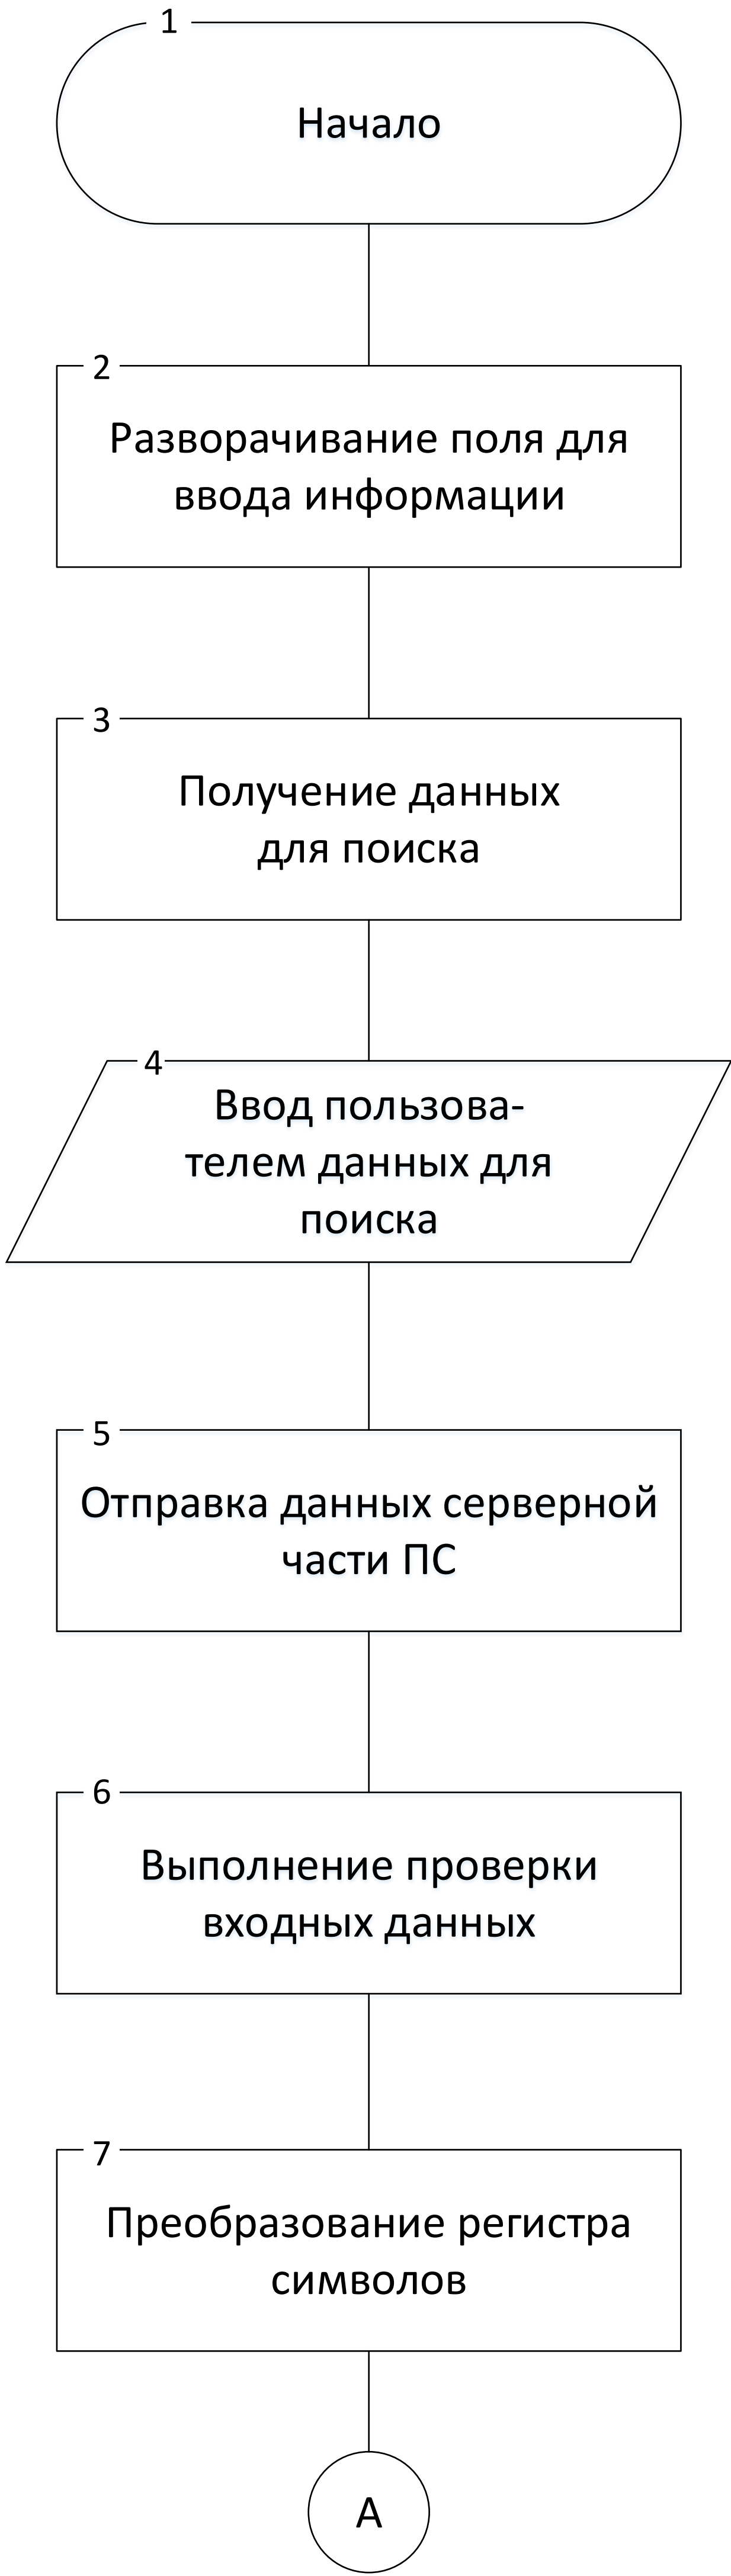 1
Начало
2
Разворачивание поля для
ввода информации
3
Получение данных
для поиска
4
Ввод пользова-
телем данных для
поиска
5
Отправка данных серверной
части ПС
6
Выполнение проверки
входных данных
7
Преобразование регистра
символов
А